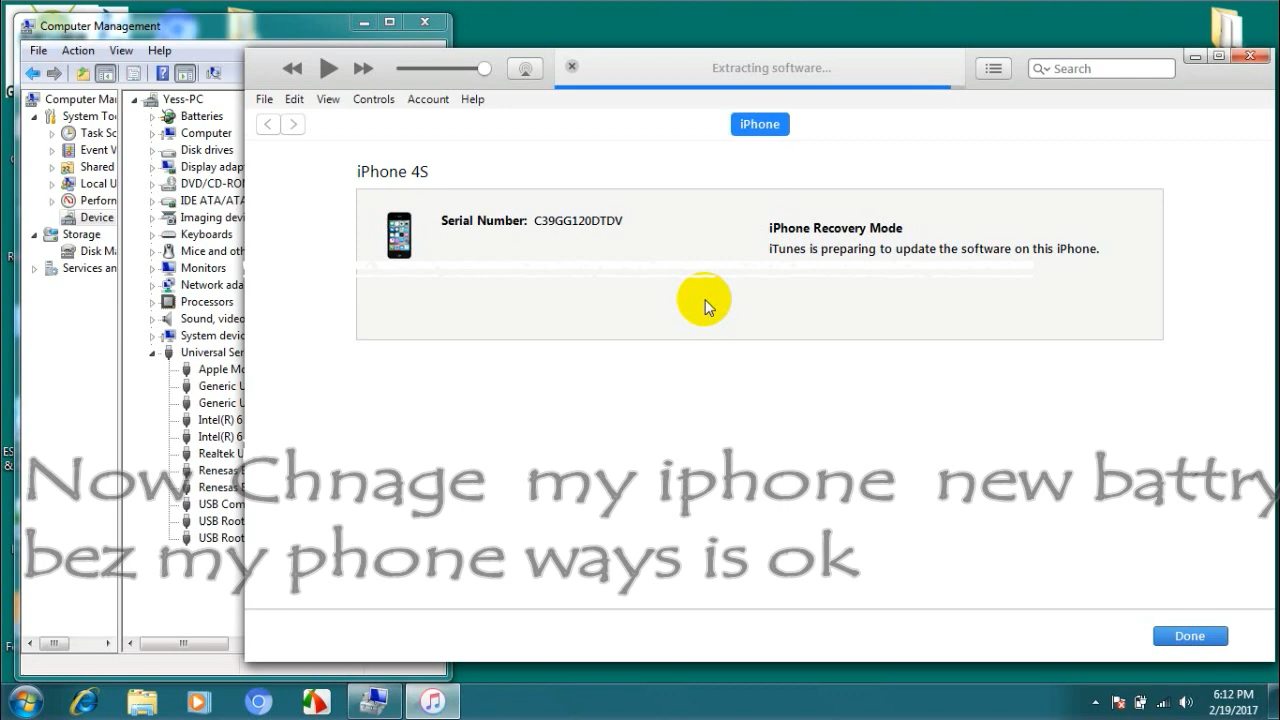 Computer Management
File Action View Help
Computer Mai
System Too
Task Sc
Event V
Shared
Local U
Perforn
Device
Storage
Disk M
Services an
Yess-PC
Batteries
Computer
Disk drives
Display adap
DVD/CD-RO
IDE ATA/ATA
Imaging devi
Keyboards
Mice and oth
Monitors
Network ada
Processors
Sound, video
System devic
Universal Ser
Apple Mo
Generic U
Generic U
Intel(R) 6
Intel(R) 6
Realtek U
Renesas E
Renesas
USB Com
USB Root
USB Root
Extracting software...
Search
File Edit View Controls Account Help
iPhone
iPhone 4S
Serial Number: C39GG120DTDV
iPhone Recovery Mode
iTunes is preparing to update the software on this iPhone.
Now Chnage my iphone new battry
bez my phone ways is ok
Done
6:12 PM
2/19/2017